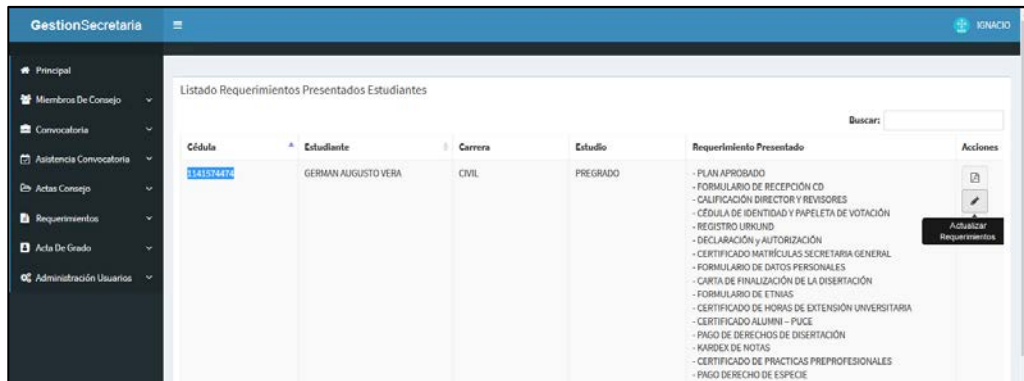 GestionSecretaria
IGNACIO
Principal
Miembros De Consejo
Convocatoria
Asistencia Convocatoria
Actas Consejo
Requerimientos
Acta De Grado
Administración Usuarios
Listado Requerimientos Presentados Estudiantes
Buscar:
Cédula Estudiante Carrera Estudio Requerimiento Presentado Acciones
1141574474 GERMAN AUGUSTO VERA CIVIL PREGRADO - PLAN APROBADO
- FORMULARIO DE RECEPCIÓN CD
- CALIFICACIÓN DIRECTOR Y REVISORES
- CÉDULA DE IDENTIDAD Y PAPELETA DE VOTACIÓN
- REGISTRO URKUND
- DECLARACIÓN y AUTORIZACIÓN
- CERTIFICADO MATRÍCULAS SECRETARIA GENERAL
- FORMULARIO DE DATOS PERSONALES
- CARTA DE FINALIZACIÓN DE LA DISERTACIÓN
- FORMULARIO DE ETNIAS
- CERTIFICADO DE HORAS DE EXTENSIÓN UNVERSITARIA
- CERTIFICADO ALUMNI – PUCE
- PAGO DE DERECHOS DE DISERTACIÓN
- KARDEX DE NOTAS
- CERTIFICADO DE PRACTICAS PREPROFESIONALES
- PAGO DERECHO DE ESPECIE
Actualizar
Requerimientos